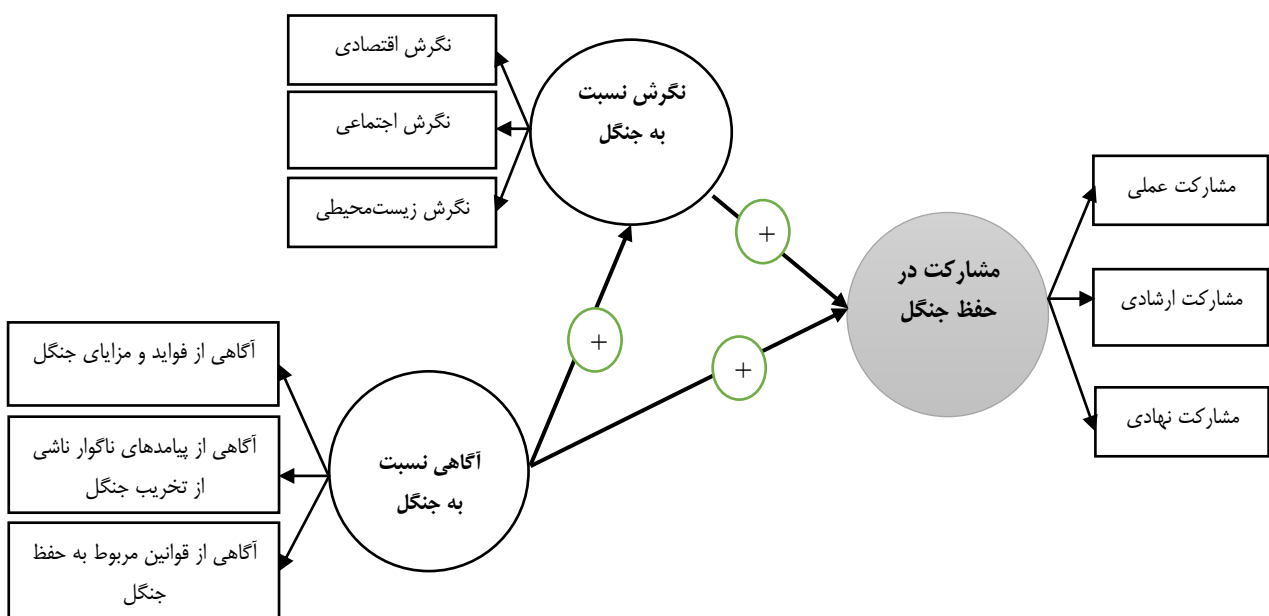 نگرش اقتصادی
نگرش اجتماعی
نگرش زیست‌محیطی
نگرش نسبت
به جنگل
+
+
+
مشارکت در
حفظ جنگل
مشارکت عملی
مشارکت ارشادی
مشارکت نهادی
آگاهی از فواید و مزایای جنگل
آگاهی از پیامدهای ناگوار ناشی
از تخریب جنگل
آگاهی از قوانین مربوط به حفظ
جنگل
آگاهی نسبت
به جنگل